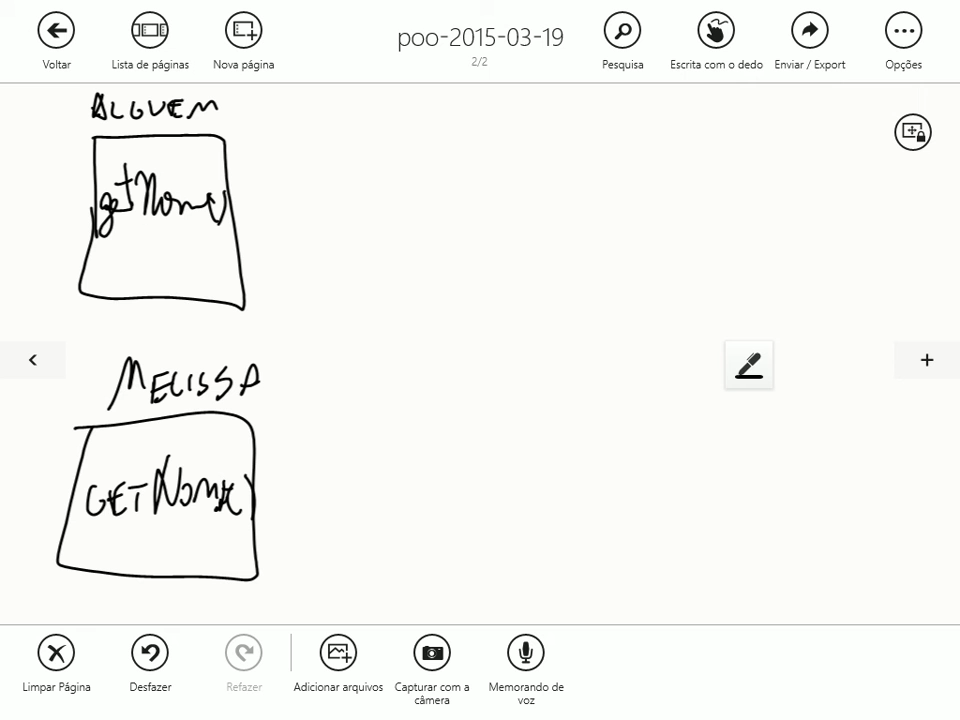 poo-2015-03-19
2/2
Voltar
Lista de páginas
Nova página
Pesquisa
Escrita com o dedo
Enviar / Export
Opções
ALGUEM
getNome()
MELISSA
GETNOME()
Limpar Página
Desfazer
Refazer
Adicionar arquivos
Capturar com a
câmera
Memorando de
voz